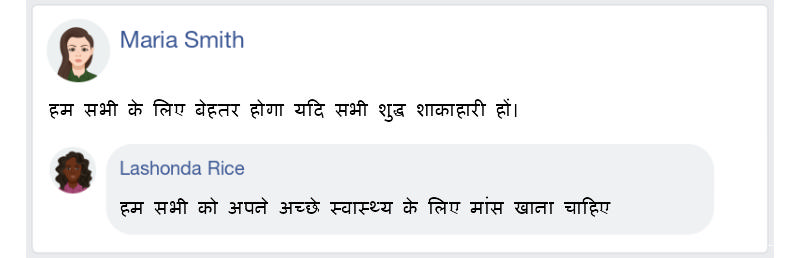 Maria Smith
हम सभी के लिए बेहतर होगा यदि सभी शुद्ध शाकाहारी हों।
Lashonda Rice
हम सभी को अपने अच्छे स्वास्थ्य के लिए मांस खाना चाहिए